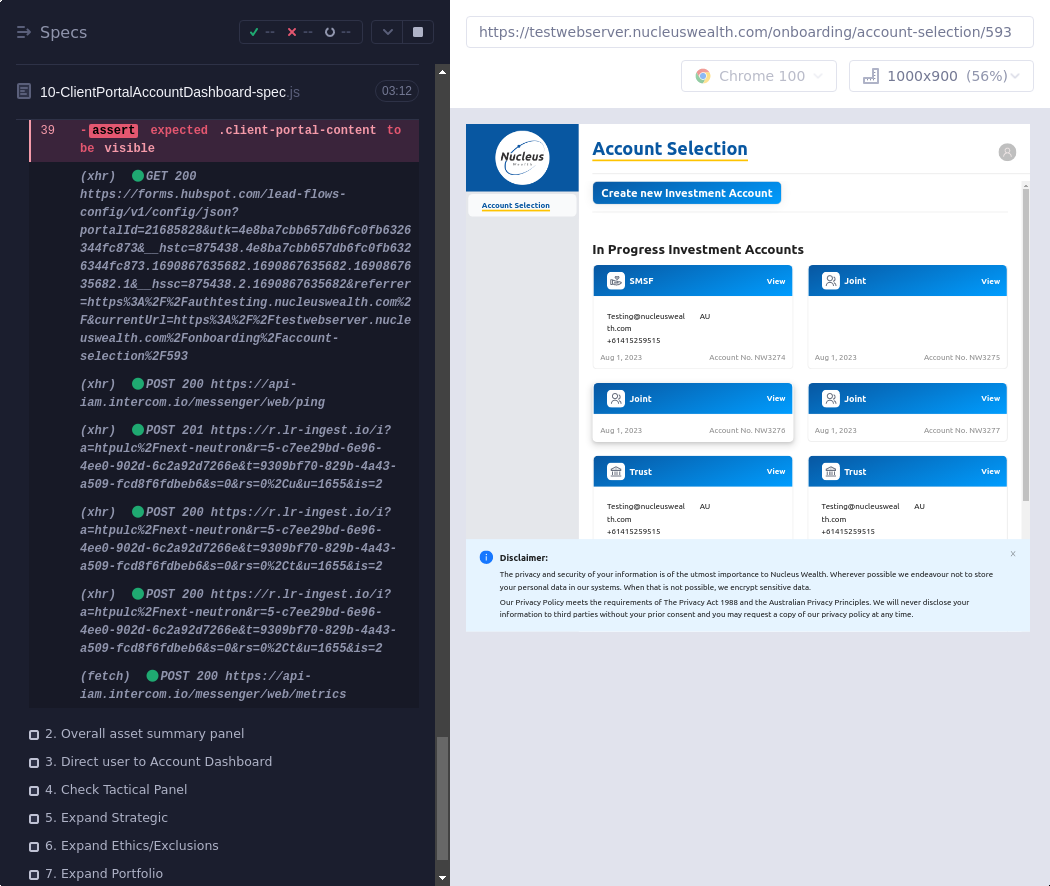 Specs
-- -- --
10-ClientPortalAccountDashboard-spec.js 03:12
39 -assert expected .client-portal-content to
be visible
(xhr) GET 200
https://forms.hubspot.com/lead-flows-
config/v1/config/json?
portalId=21685828&utk=4e8ba7cbb657db6fc0fb6326
344fc873&__hstc=875438.4e8ba7cbb657db6fc0fb632
6344fc873.1690867635682.1690867635682.16908676
35682.1&__hssc=875438.2.1690867635682&referrer
=https%3A%2F%2Fauthtesting.nucleuswealth.com%2
F&currentUrl=https%3A%2F%2Ftestwebserver.nucle
uswealth.com%2Fonboarding%2Faccount-
selection%2F593
(xhr) POST 200 https://api-
iam.intercom.io/messenger/web/ping
(xhr) POST 201 https://r.lr-ingest.io/i?
a=htpulc%2Fnext-neutron&r=5-c7ee29bd-6e96-
4ee0-902d-6c2a92d7266e&t=9309bf70-829b-4a43-
a509-fcd8f6fdbeb6&s=0&rs=0%2Cu&u=1655&is=2
(xhr) POST 200 https://r.lr-ingest.io/i?
a=htpulc%2Fnext-neutron&r=5-c7ee29bd-6e96-
4ee0-902d-6c2a92d7266e&t=9309bf70-829b-4a43-
a509-fcd8f6fdbeb6&s=0&rs=0%2Ct&u=1655&is=2
(xhr) POST 200 https://r.lr-ingest.io/i?
a=htpulc%2Fnext-neutron&r=5-c7ee29bd-6e96-
4ee0-902d-6c2a92d7266e&t=9309bf70-829b-4a43-
a509-fcd8f6fdbeb6&s=0&rs=0%2Ct&u=1655&is=2
(fetch) POST 200 https://api-
iam.intercom.io/messenger/web/metrics
2. Overall asset summary panel
3. Direct user to Account Dashboard
4. Check Tactical Panel
5. Expand Strategic
6. Expand Ethics/Exclusions
7. Expand Portfolio
https://testwebserver.nucleuswealth.com/onboarding/account-selection/593
Chrome 100 1000x900 (56%)
Nucleus
Wealth
Account Selection
Account Selection
Create new Investment Account
In Progress Investment Accounts
SMSF View
Testing@nucleusweal AU
th.com
+61415259515
Aug 1, 2023 Account No. NW3274
Joint View
Aug 1, 2023 Account No. NW3275
Joint View
Aug 1, 2023 Account No. NW3276
Joint View
Aug 1, 2023 Account No. NW3277
Trust View
Testing@nucleusweal AU
th.com
+61415259515
Trust View
Testing@nucleusweal AU
th.com
+61415259515
Disclaimer:
The privacy and security of your information is of the utmost importance to Nucleus Wealth. Wherever possible we endeavour not to store
your personal data in our systems. When that is not possible, we encrypt sensitive data.
Our Privacy Policy meets the requirements of The Privacy Act 1988 and the Australian Privacy Principles. We will never disclose your
information to third parties without your prior consent and you may request a copy of our privacy policy at any time.